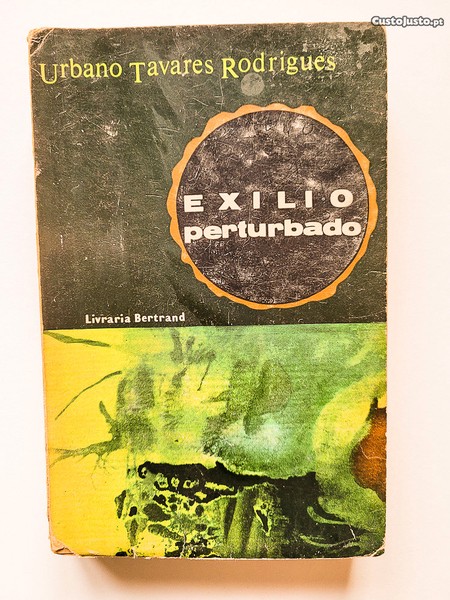 CustoJusto.pt
Urbano Tavares Rodrigues
EXILIO
perturbado
Livraria Bertrand